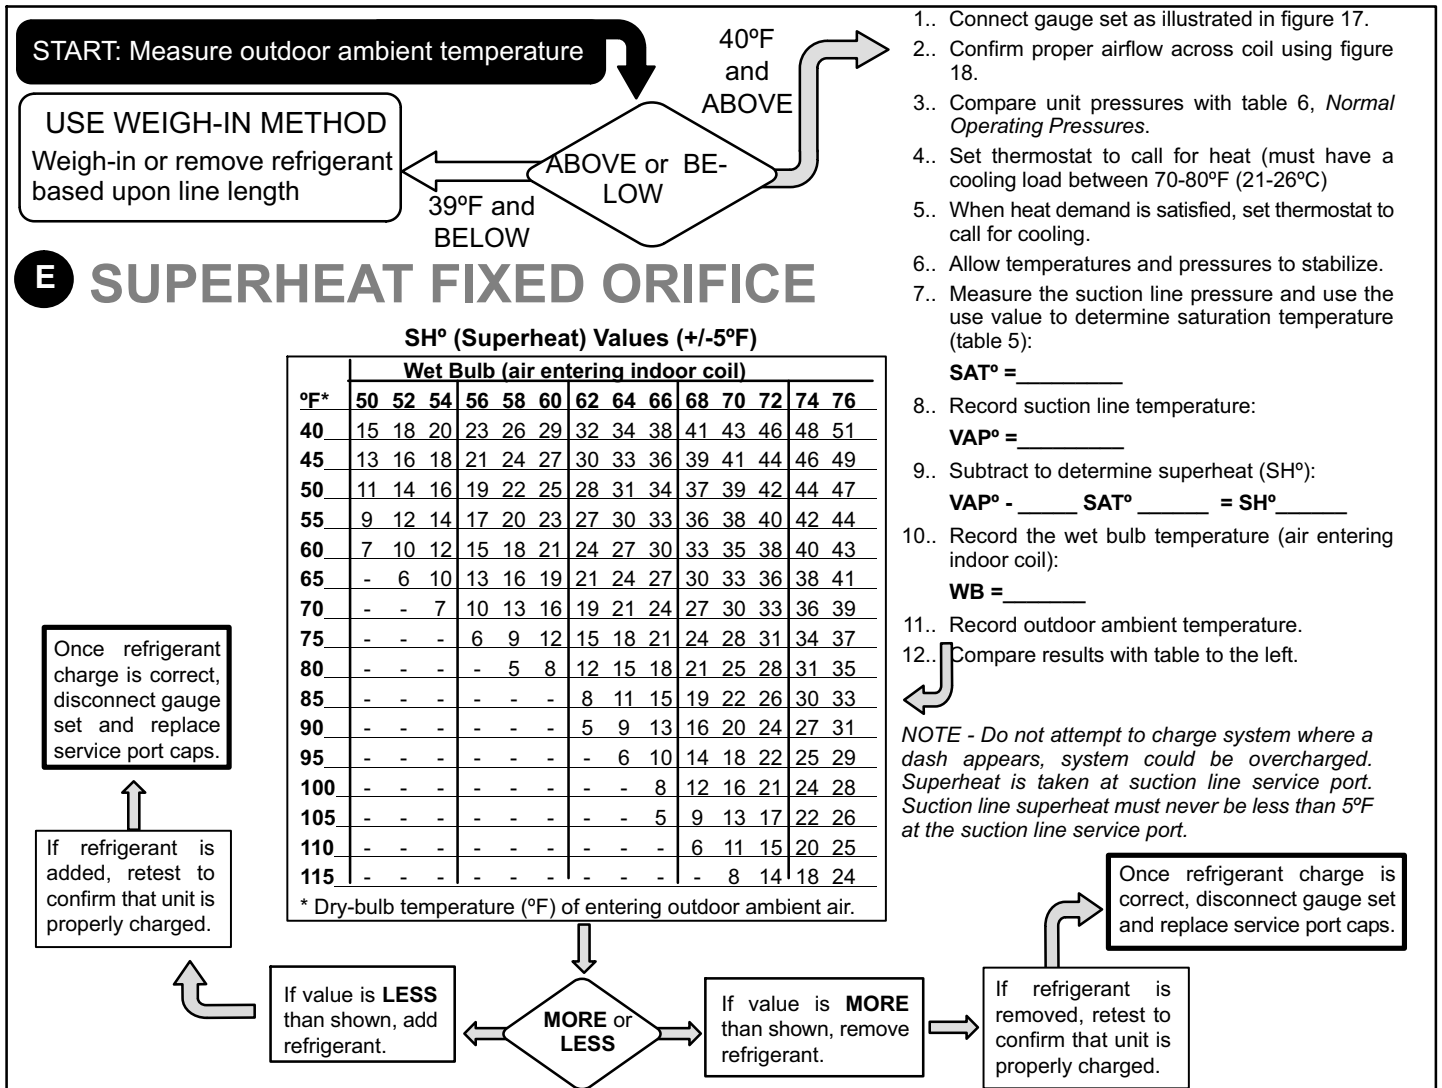 START: Measure outdoor ambient temperature
USE WEIGH-IN METHOD
Weigh-in or remove refrigerant
based upon line length
ABOVE or BE-
LOW
39ºF and
BELOW
40ºF
and
ABOVE
E SUPERHEAT FIXED ORIFICE
1.. Connect gauge set as illustrated in figure 17.
2.. Confirm proper airflow across coil using figure
18.
3.. Compare unit pressures with table 6, Normal
Operating Pressures.
4.. Set thermostat to call for heat (must have a
cooling load between 70-80ºF (21-26ºC)
5.. When heat demand is satisfied, set thermostat to
call for cooling.
6.. Allow temperatures and pressures to stabilize.
7.. Measure the suction line pressure and use the
use value to determine saturation temperature
(table 5):
SATº =_________
8.. Record suction line temperature:
VAPº =_________
9.. Subtract to determine superheat (SHº):
VAPº - _____ SATº ______ = SHº______
10.. Record the wet bulb temperature (air entering
indoor coil):
WB =_______
11.. Record outdoor ambient temperature.
12.. Compare results with table to the left.
NOTE - Do not attempt to charge system where a
dash appears, system could be overcharged.
Superheat is taken at suction line service port.
Suction line superheat must never be less than 5ºF
at the suction line service port.
SHº (Superheat) Values (+/-5ºF)
Wet Bulb (air entering indoor coil)
ºF* 50 52 54 56 58 60 62 64 66 68 70 72 74 76
40 15 18 20 23 26 29 32 34 38 41 43 46 48 51
45 13 16 18 21 24 27 30 33 36 39 41 44 46 49
50 11 14 16 19 22 25 28 31 34 37 39 42 44 47
55 9 12 14 17 20 23 27 30 33 36 38 40 42 44
60 7 10 12 15 18 21 24 27 30 33 35 38 40 43
65 - 6 10 13 16 19 21 24 27 30 33 36 38 41
70 - - 7 10 13 16 19 21 24 27 30 33 36 39
75 - - - 6 9 12 15 18 21 24 28 31 34 37
80 - - - - 5 8 12 15 18 21 25 28 31 35
85 - - - - - - 8 11 15 19 22 26 30 33
90 - - - - - - 5 9 13 16 20 24 27 31
95 - - - - - - - 6 10 14 18 22 25 29
100 - - - - - - - - 8 12 16 21 24 28
105 - - - - - - - - 5 9 13 17 22 26
110 - - - - - - - - - 6 11 15 20 25
115 - - - - - - - - - - 8 14 18 24
* Dry-bulb temperature (ºF) of entering outdoor ambient air.
MORE or
LESS
If value is LESS
than shown, add
refrigerant.
If refrigerant is
added, retest to
confirm that unit is
properly charged.
Once refrigerant
charge is correct,
disconnect gauge
set and replace
service port caps.
If value is MORE
than shown, remove
refrigerant.
If refrigerant is
removed, retest to
confirm that unit is
properly charged.
Once refrigerant charge is
correct, disconnect gauge set
and replace service port caps.